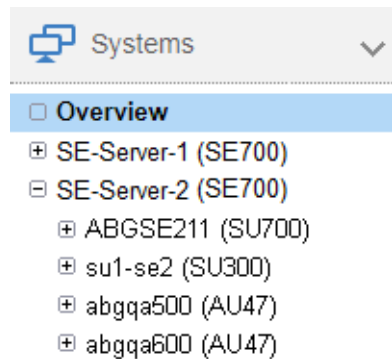 Systems
Overview
SE-Server-1 (SE700)
SE-Server-2 (SE700)
ABGSE211 (SU700)
su1-se2 (SU300)
abgqa500 (AU47)
abgqa600 (AU47)